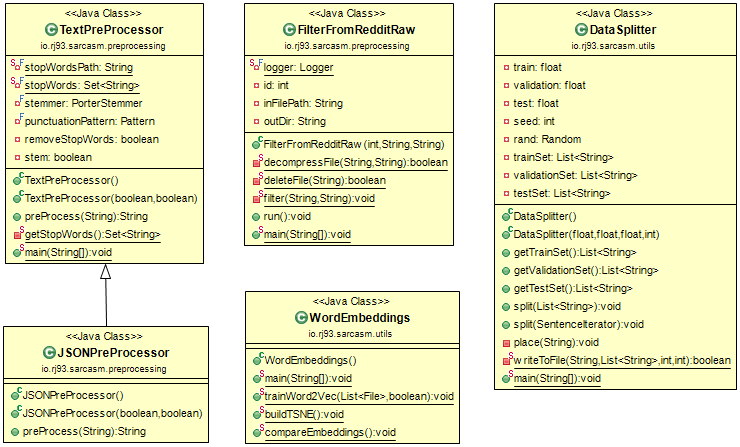 <<Java Class>>
TextPreProcessor
io.rj93.sarcasm.preprocessing
stopWordsPath: String
stopWords: Set<String>
stemmer: PorterStemmer
punctuationPattern: Pattern
removeStopWords: boolean
stem: boolean
TextPreProcessor()
TextPreProcessor(boolean,boolean)
preProcess(String):String
getStopWords():Set<String>
main(String[]):void
<<Java Class>>
JSONPreProcessor
io.rj93.sarcasm.preprocessing
JSONPreProcessor()
JSONPreProcessor(boolean,boolean)
preProcess(String):String
<<Java Class>>
FilterFromRedditRaw
io.rj93.sarcasm.preprocessing
logger: Logger
id: int
inFilePath: String
outDir: String
FilterFromRedditRaw(int,String,String)
decompressFile(String,String):boolean
deleteFile(String):boolean
filter(String,String):void
run():void
main(String[]):void
<<Java Class>>
WordEmbeddings
io.rj93.sarcasm.utils
WordEmbeddings()
main(String[]):void
trainWord2Vec(List<File>,boolean):void
buildTSNE():void
compareEmbeddings():void
<<Java Class>>
DataSplitter
io.rj93.sarcasm.utils
train: float
validation: float
test: float
seed: int
rand: Random
trainSet: List<String>
validationSet: List<String>
testSet: List<String>
DataSplitter()
DataSplitter(float,float,float,int)
getTrainSet():List<String>
getValidationSet():List<String>
getTestSet():List<String>
split(List<String>):void
split(SentenceIterator):void
place(String):void
writeToFile(String,List<String>,int,int):boolean
main(String[]):void